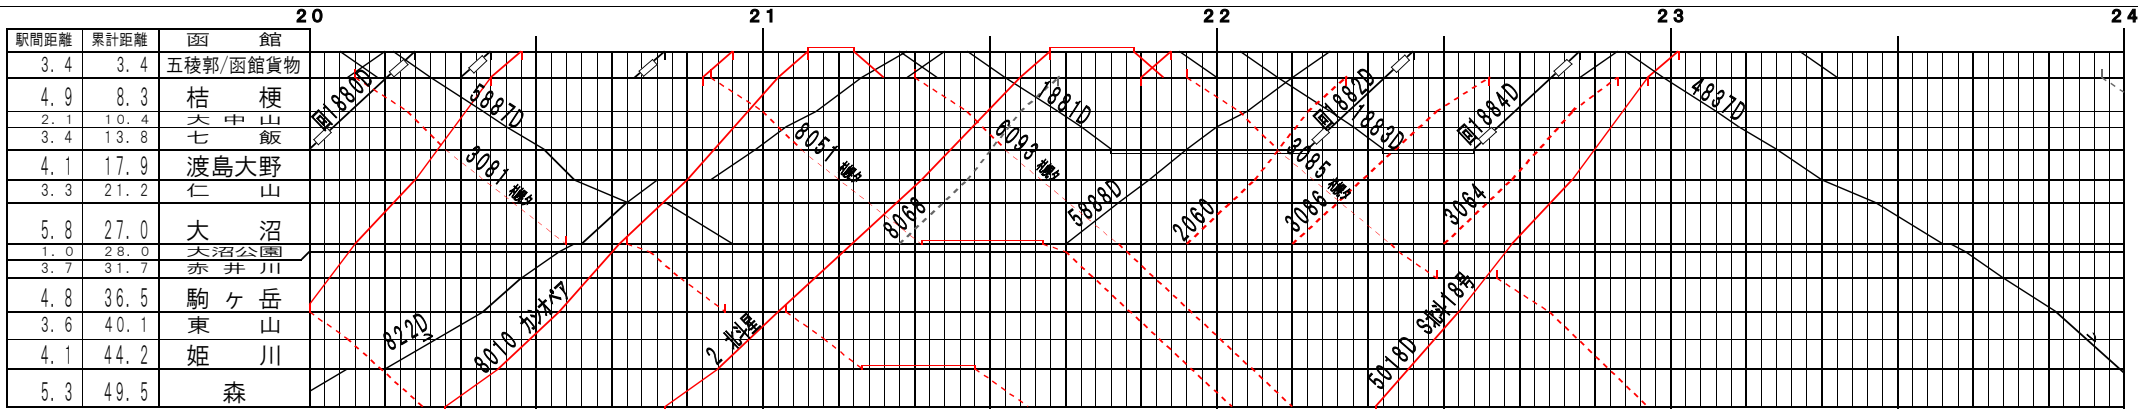 20 21 22 23 24
駅間距離 累計距離 函館
3.4 3.4 五稜郭/函館貨物
4.9 8.3 桔梗
2.1 10.4 大中山
3.4 13.8 七飯
4.1 17.9 渡島大野
3.3 21.2 仁山
5.8 27.0 大沼
1.0 28.0 大沼公園
3.7 31.7 赤井川
4.8 36.5 駒ヶ岳
3.6 40.1 東山
4.1 44.2 姫川
5.3 49.5 森
回1880D
5887D
3081
822D
8010 カシオペア
8051
2 北斗星
8068
6093
1881D
5888D
2060
回1882D
1883D
3085
3086
回1884D
3064
5018D S北斗18号
4837D